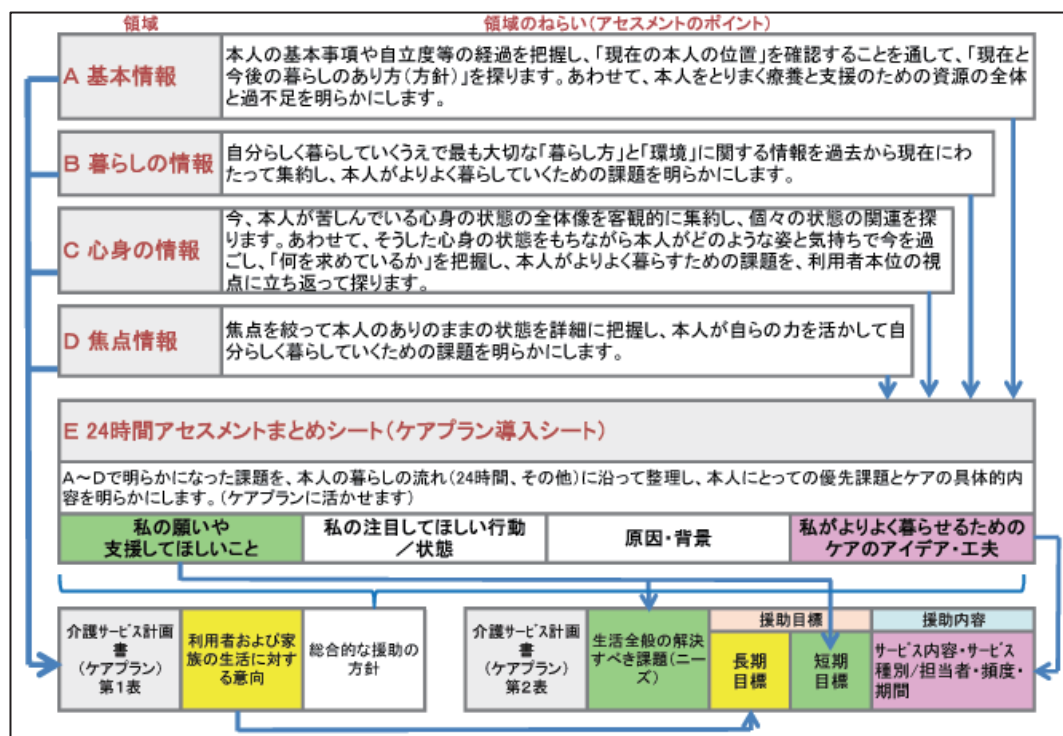 領域
領域のねらい(アセスメントのポイント)
A 基本情報
本人の基本事項や自立度等の経過を把握し、「現在の本人の位置」を確認することを通して、「現在と
今後の暮らしのあり方(方針)」を探ります。あわせて、本人をとりまく療養と支援のための資源の全体
と過不足を明らかにします。
B 暮らしの情報
自分らしく暮らしていくうえで最も大切な「暮らし方」と「環境」に関する情報を過去から現在にわ
たって集約し、本人がよりよく暮らしていくための課題を明らかにします。
C 心身の情報
今、本人が苦しんでいる心身の状態の全体像を客観的に集約し、個々の状態の関連を探
ります。あわせて、そうした心身の状態をもちながら本人がどのような姿と気持ちで今を過
ごし、「何を求めているか」を把握し、本人がよりよく暮らすための課題を、利用者本位の視
点に立ち返って探ります。
D 焦点情報
焦点を絞って本人のありのままの状態を詳細に把握し、本人が自らの力を活かして自
分らしく暮らしていくための課題を明らかにします。
E 24時間アセスメントまとめシート(ケアプラン導入シート)
A～Dで明らかになった課題を、本人の暮らしの流れ(24時間、その他)に沿って整理し、本人にとっての優先課題とケアの具体的内
容を明らかにします。(ケアプランに活かせます)
私の願いや
支援してほしいこと
私の注目してほしい行動
／状態
原因・背景
私がよりよく暮らせるための
ケアのアイデア・工夫
介護サービス計画
書
(ケアプラン)
第1表
利用者および家
族の生活に対す
る意向
総合的な援助の
方針
介護サービス計画
書
(ケアプラン)
第2表
生活全般の解決
すべき課題(ニー
ズ)
援助目標
長期
目標
短期
目標
援助内容
サービス内容・サービス
種別/担当者・頻度・
期間